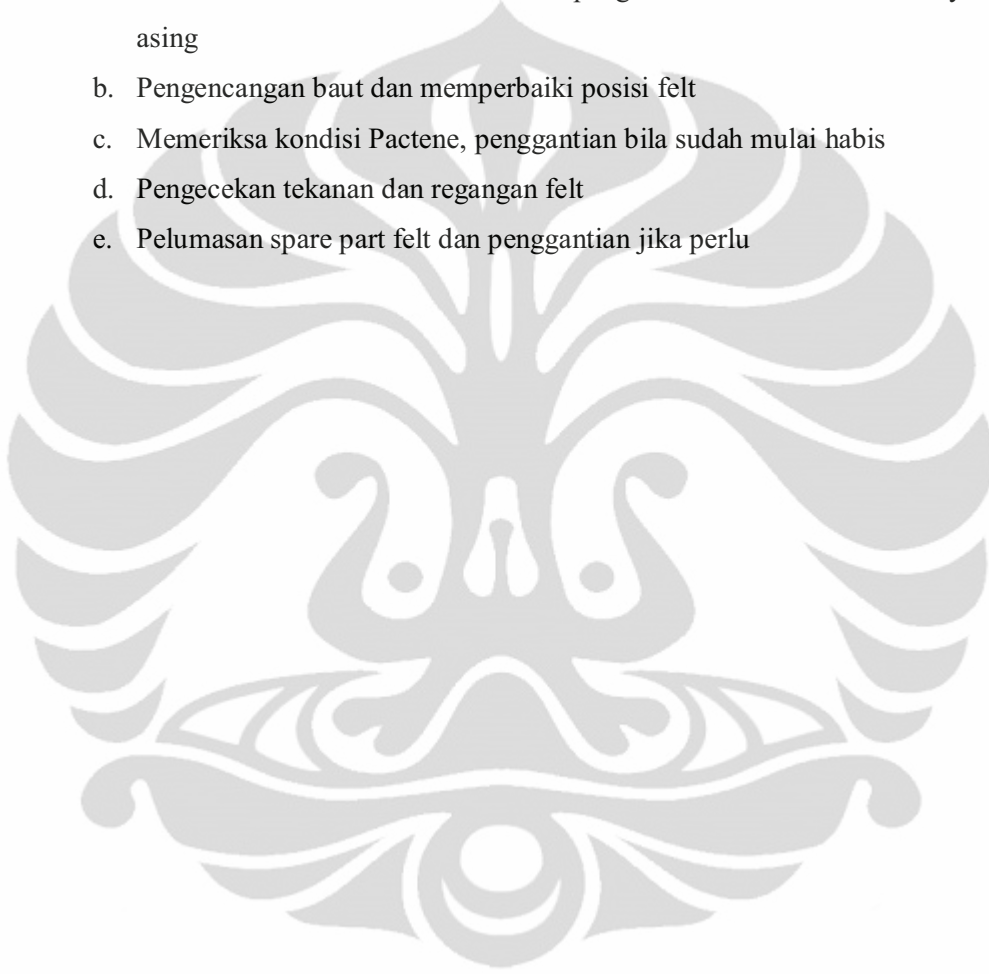 asing
b. Pengencangan baut dan memperbaiki posisi felt
c. Memeriksa kondisi Pactene, penggantian bila sudah mulai habis
d. Pengecekan tekanan dan regangan felt
e. Pelumasan spare part felt dan penggantian jika perlu